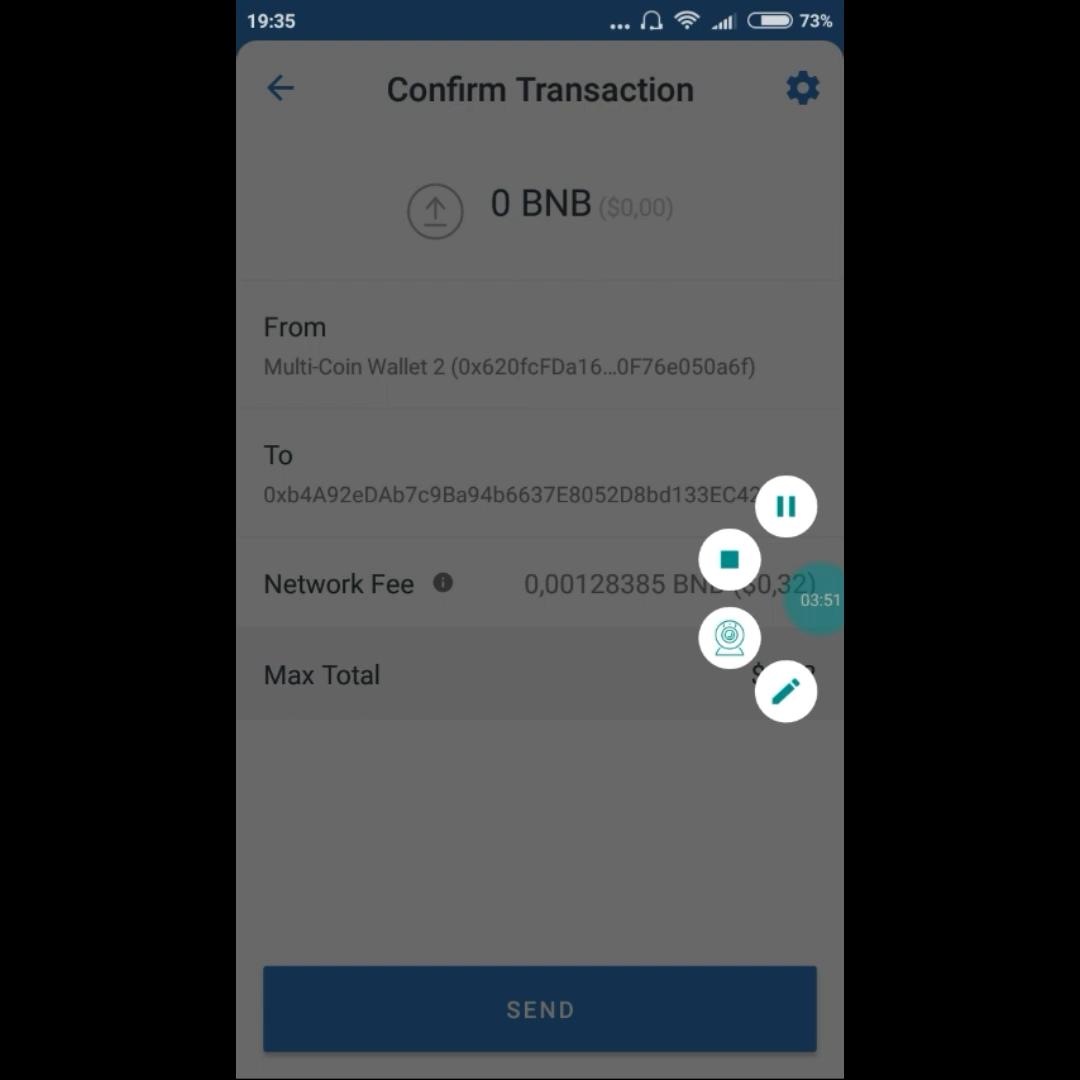 19:35
73%
Confirm Transaction
0 BNB ($0,00)
From
Multi-Coin Wallet 2 (0x620fcFDa16...0F76e050a6f)
To
0xb4A92eDAb7c9Ba94b6637E8052D8bd133EC42
Network Fee
0,00128385 BNB ($0,32)
03:51
Max Total
SEND